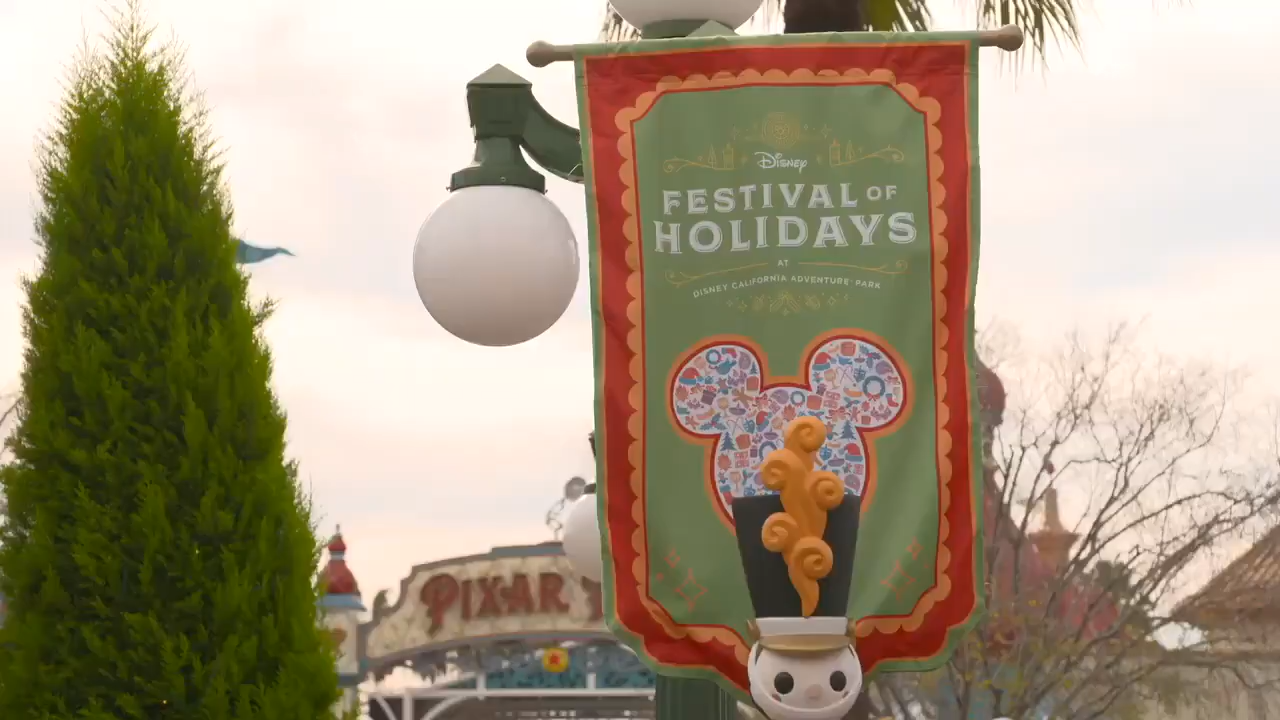 Disney
FESTIVAL OF
HOLIDAYS
AT
DISNEY CALIFORNIA ADVENTURE PARK
PIXAR